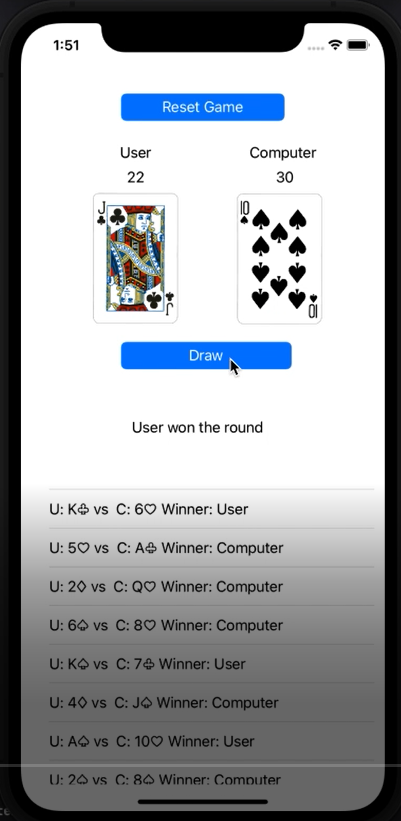 1:51
Reset Game
User Computer
22 30
J♣ 10♠
J♣ 10♠
Draw
User won the round
U: K♧ vs C: 6♡ Winner: User
U: 5♡ vs C: A♧ Winner: Computer
U: 2♢ vs C: Q♡ Winner: Computer
U: 6♤ vs C: 8♡ Winner: Computer
U: K♤ vs C: 7♧ Winner: User
U: 4♢ vs C: J♤ Winner: Computer
U: A♤ vs C: 10♡ Winner: User
U: 2♤ vs C: 8♤ Winner: Computer